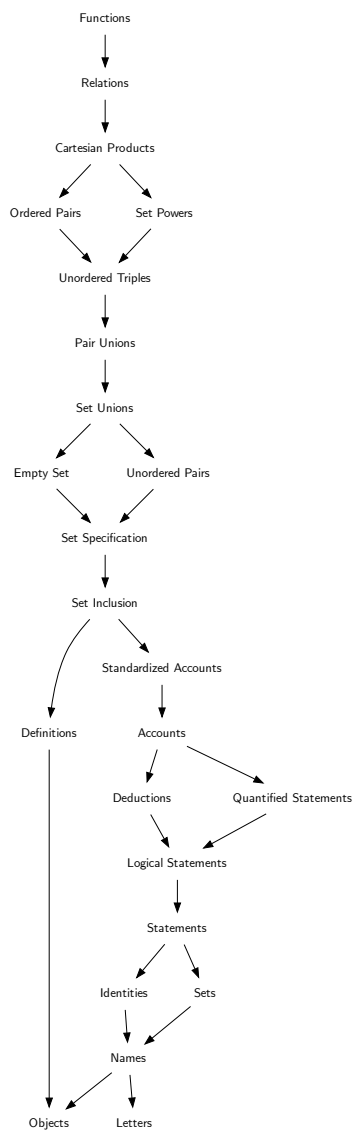 Functions
Relations
Cartesian Products
Ordered Pairs
Set Powers
Unordered Triples
Pair Unions
Set Unions
Empty Set
Unordered Pairs
Set Specification
Set Inclusion
Standardized Accounts
Definitions
Accounts
Deductions
Quantified Statements
Logical Statements
Statements
Identities
Sets
Names
Objects
Letters